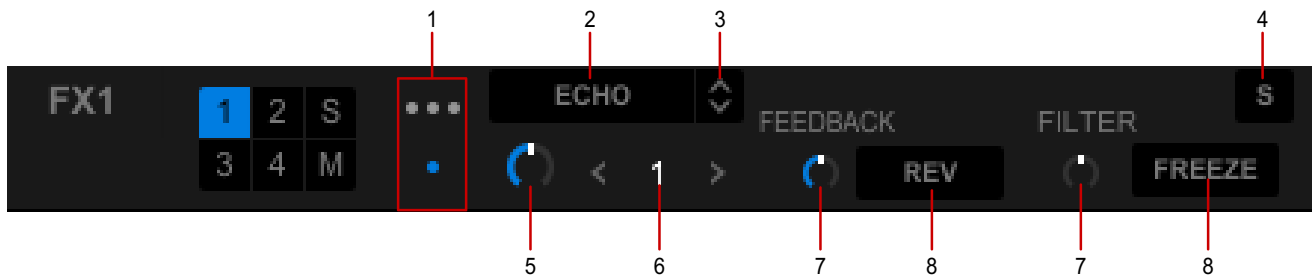 1 2 3 4
FX1
1 2 S
3 4 M
ECHO
S
FEEDBACK
FILTER
< 1 >
REV
FREEZE
5 6 7 8 7 8